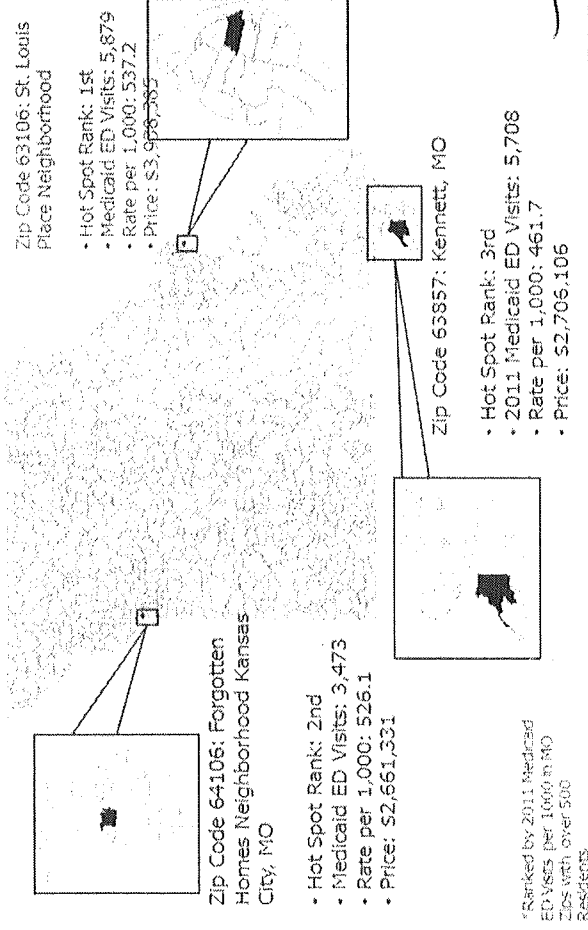 Zip Code 63106: St. Louis
Place Neighborhood
• Hot Spot Rank: 1st
• Medicaid ED Visits: 5,879
• Rate per 1,000: 537.2
• Price:
Zip Code 64106: Forgotten
Homes Neighborhood Kansas
City, MO
• Hot Spot Rank: 2nd
• Medicaid ED Visits: 3,473
• Rate per 1,000: 526.1
• Price: $2,661,331
Zip Code 63857: Kennett, MO
• Hot Spot Rank: 3rd
• 2011 Medicaid ED Visits: 5,708
• Rate per 1,000: 461.7
• Price: $2,706,106
*Ranked by 2011 Medicaid
ED Visits per 1000 in MO
Zips with over 500
Residents